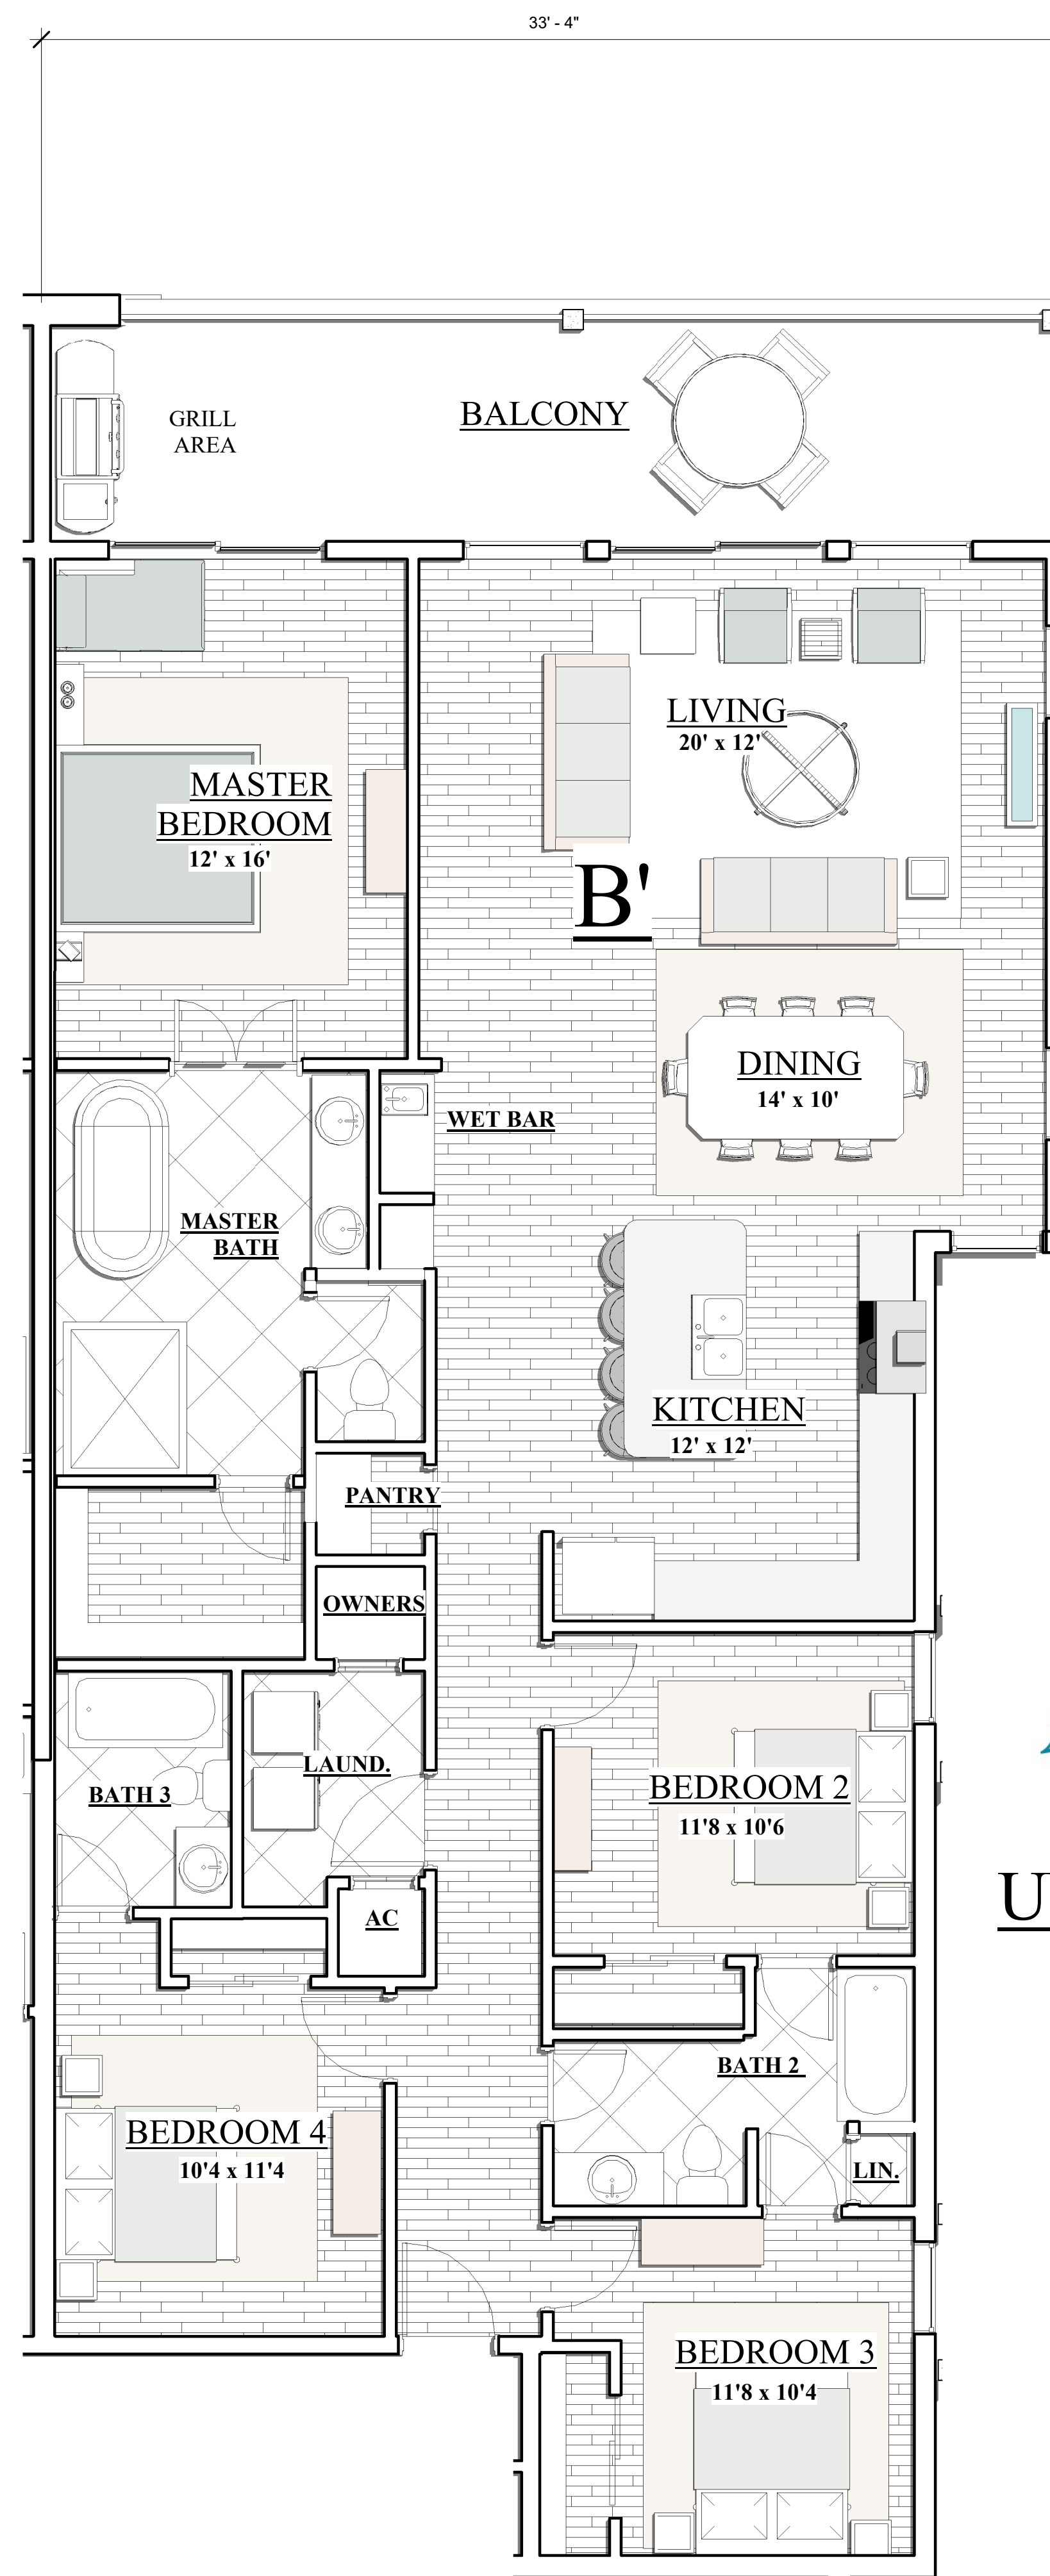 33' - 4"
GRILL
AREA
BALCONY
LIVING
20' x 12'
MASTER
BEDROOM
12' x 16'
B'
DINING
14' x 10'
WET BAR
MASTER
BATH
KITCHEN
12' x 12'
PANTRY
OWNERS
LAUND.
BATH 3
BEDROOM 2
11'8 x 10'6
U
AC
BATH 2
BEDROOM 4
10'4 x 11'4
LIN.
BEDROOM 3
11'8 x 10'4